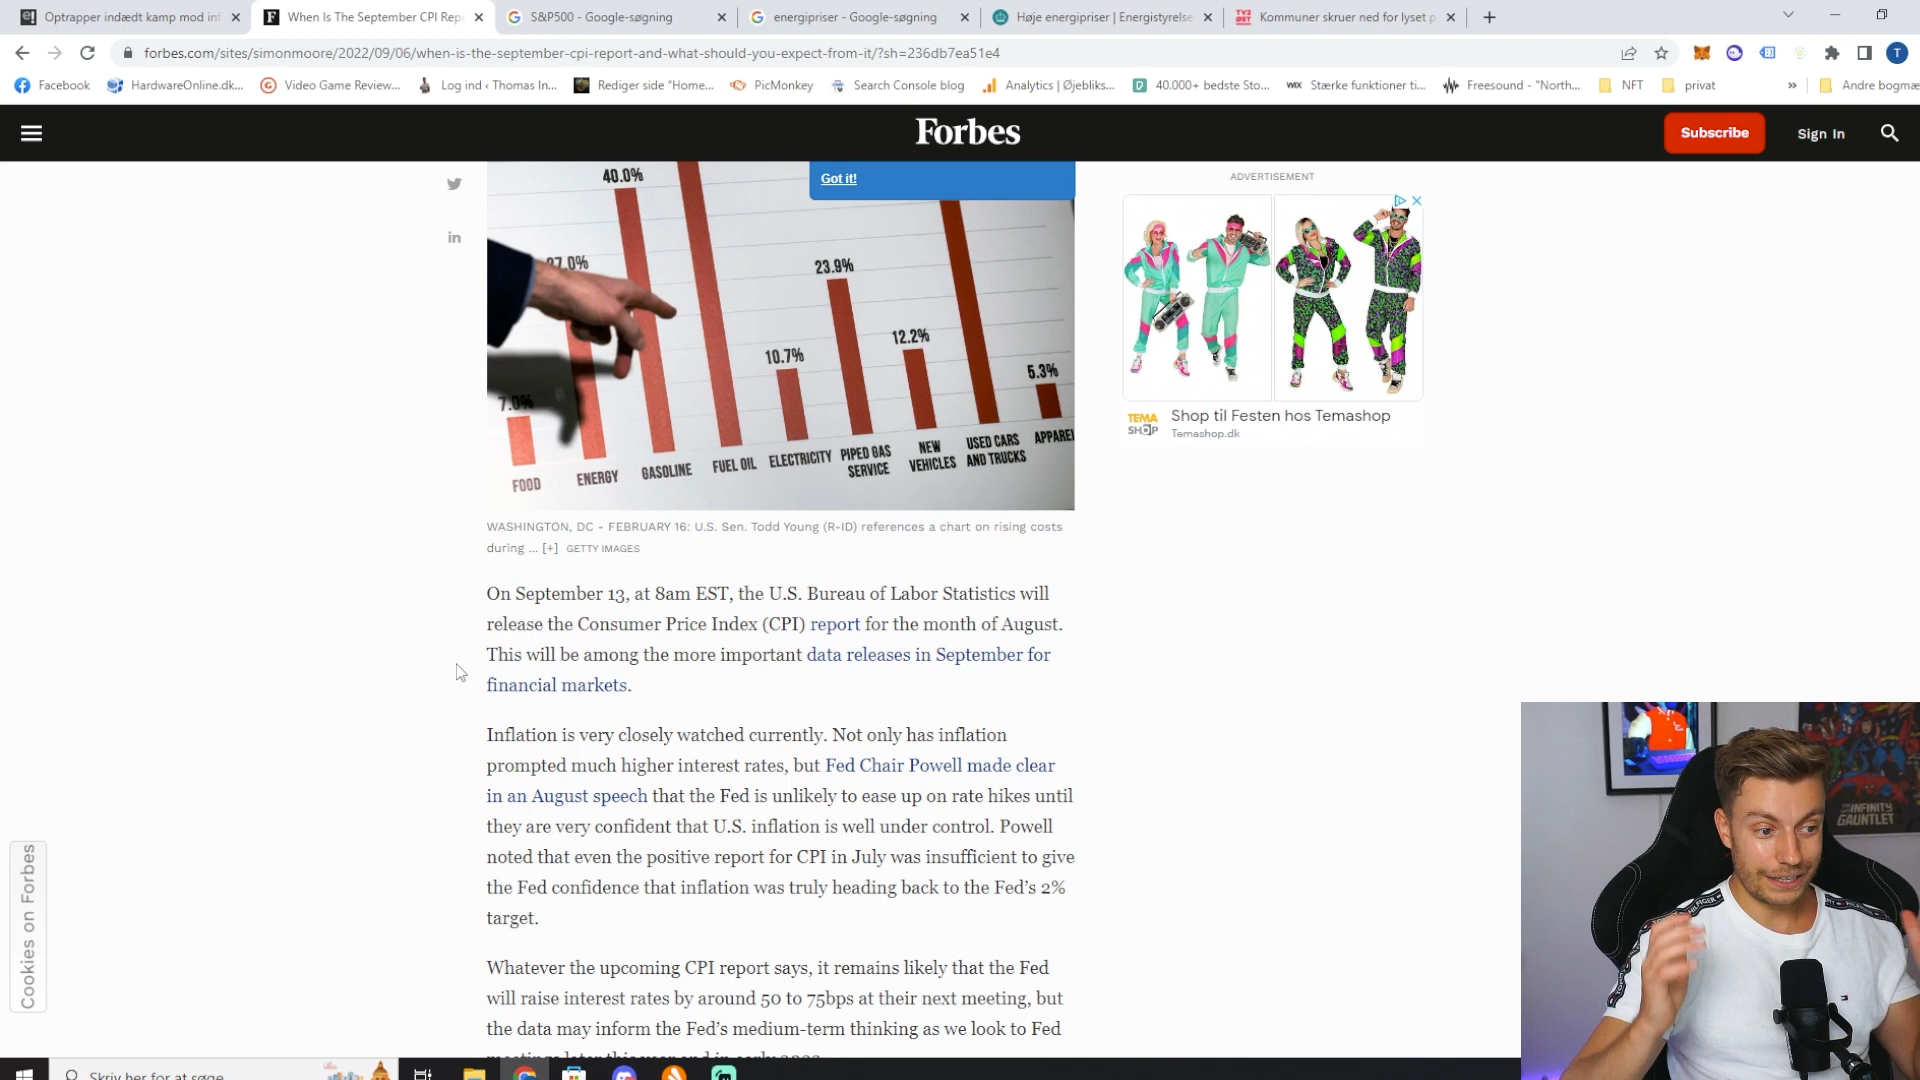 Optrapper indædt kamp mod inf
When Is The September CPI Repo
S&P500 - Google-søgning
energipriser - Google-søgning
Høje energipriser | Energistyrelse
Kommuner skruer ned for lyset p
forbes.com/sites/simonmoore/2022/09/06/when-is-the-september-cpi-report-and-what-should-you-expect-from-it/?sh=236db7ea51e4
T
Facebook
HardwareOnline.dk...
Video Game Review...
Log ind ‹ Thomas In...
Rediger side "Home...
PicMonkey
Search Console blog
Analytics | Øjebliks...
40.000+ bedste Sto...
WIX Stærke funktioner ti...
Freesound - "North...
NFT
privat
»
Andre bogmæ
Forbes
Subscribe
Sign In
Got it!
ADVERTISEMENT
40.0%
27.0%
23.9%
12.2%
10.7%
5.3%
7.0%
FOOD
ENERGY
GASOLINE
FUEL OIL
ELECTRICITY
PIPED GAS
SERVICE
NEW
VEHICLES
USED CARS
AND TRUCKS
APPAREL
TEMA
SHOP
Shop til Festen hos Temashop
Temashop.dk
WASHINGTON, DC - FEBRUARY 16: U.S. Sen. Todd Young (R-ID) references a chart on rising costs
during ... [+] GETTY IMAGES
On September 13, at 8am EST, the U.S. Bureau of Labor Statistics will
release the Consumer Price Index (CPI) report for the month of August.
This will be among the more important data releases in September for
financial markets.
Inflation is very closely watched currently. Not only has inflation
prompted much higher interest rates, but Fed Chair Powell made clear
in an August speech that the Fed is unlikely to ease up on rate hikes until
they are very confident that U.S. inflation is well under control. Powell
noted that even the positive report for CPI in July was insufficient to give
the Fed confidence that inflation was truly heading back to the Fed's 2%
target.
Whatever the upcoming CPI report says, it remains likely that the Fed
will raise interest rates by around 50 to 75bps at their next meeting, but
the data may inform the Fed's medium-term thinking as we look to Fed
meetings later this year and in early 2023.
Cookies on Forbes
INFINITY
GAUNTLET
HILFIGER
Skriv her for at søge